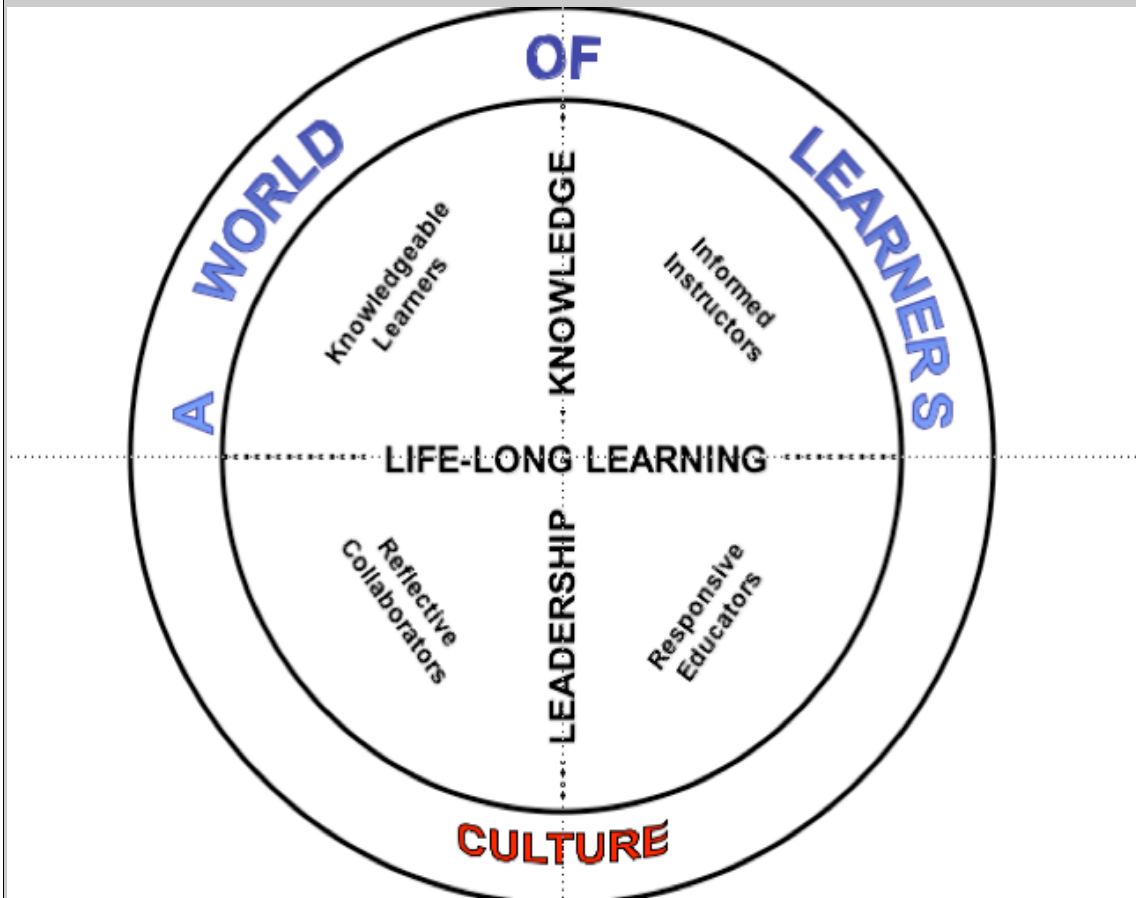 A WORLD OF LEARNERS
KNOWLEDGE
Knowledgeable
Learners
Informed
Instructors
LIFE-LONG LEARNING
LEADERSHIP
Reflective
Collaborators
Responsive
Educators
CULTURE